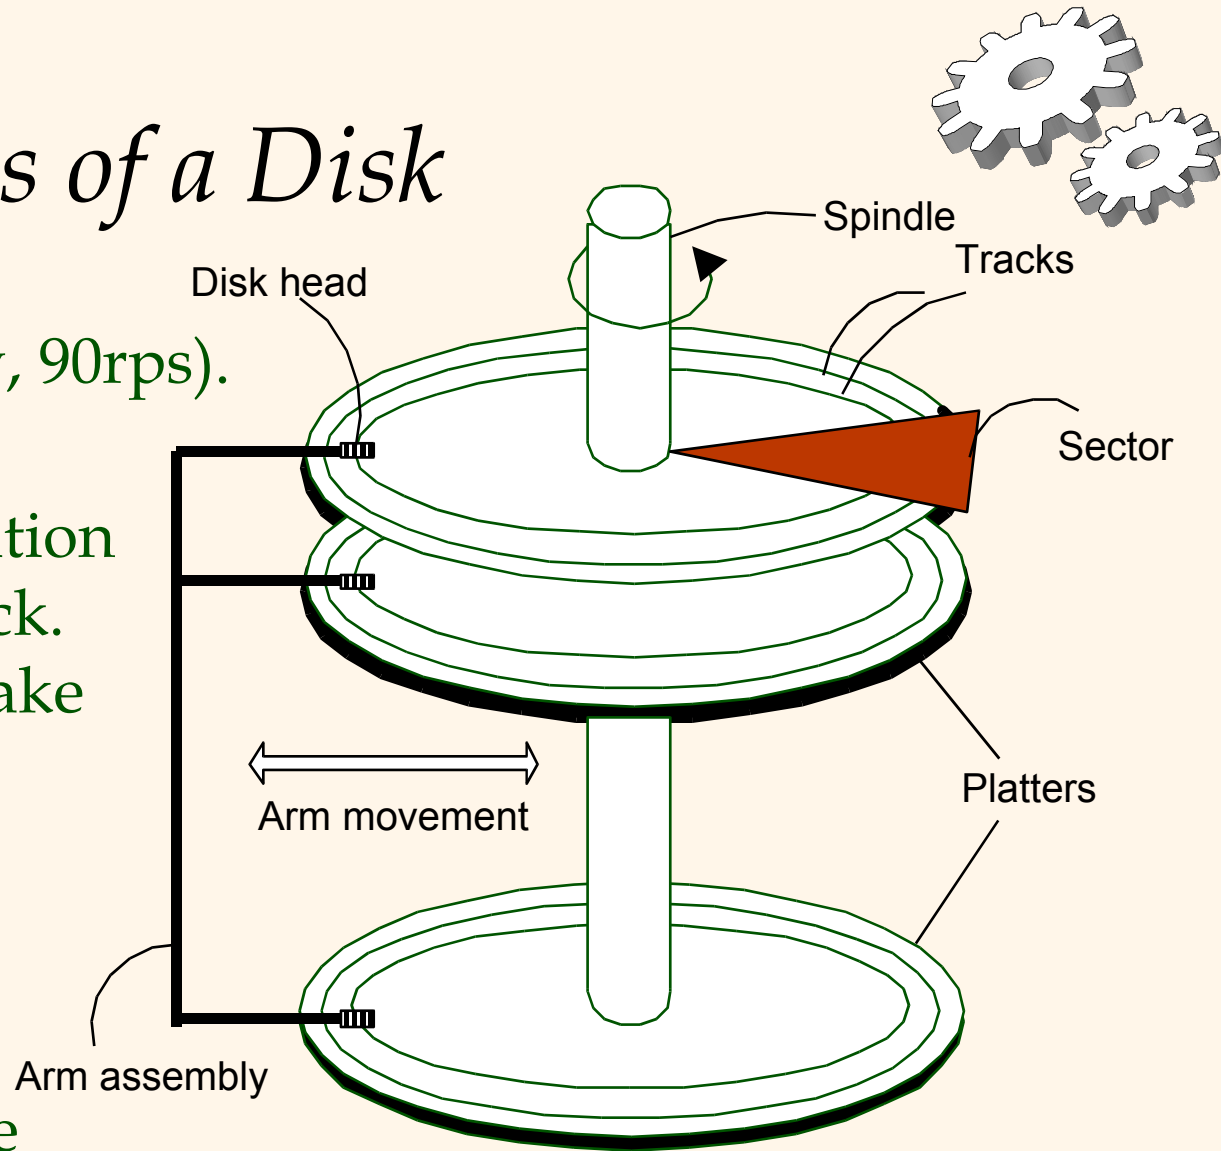 s of a Disk
Spindle
Tracks
Disk head
, 90rps).
Sector
tion
ck.
ake
Platters
Arm movement
Arm assembly
e